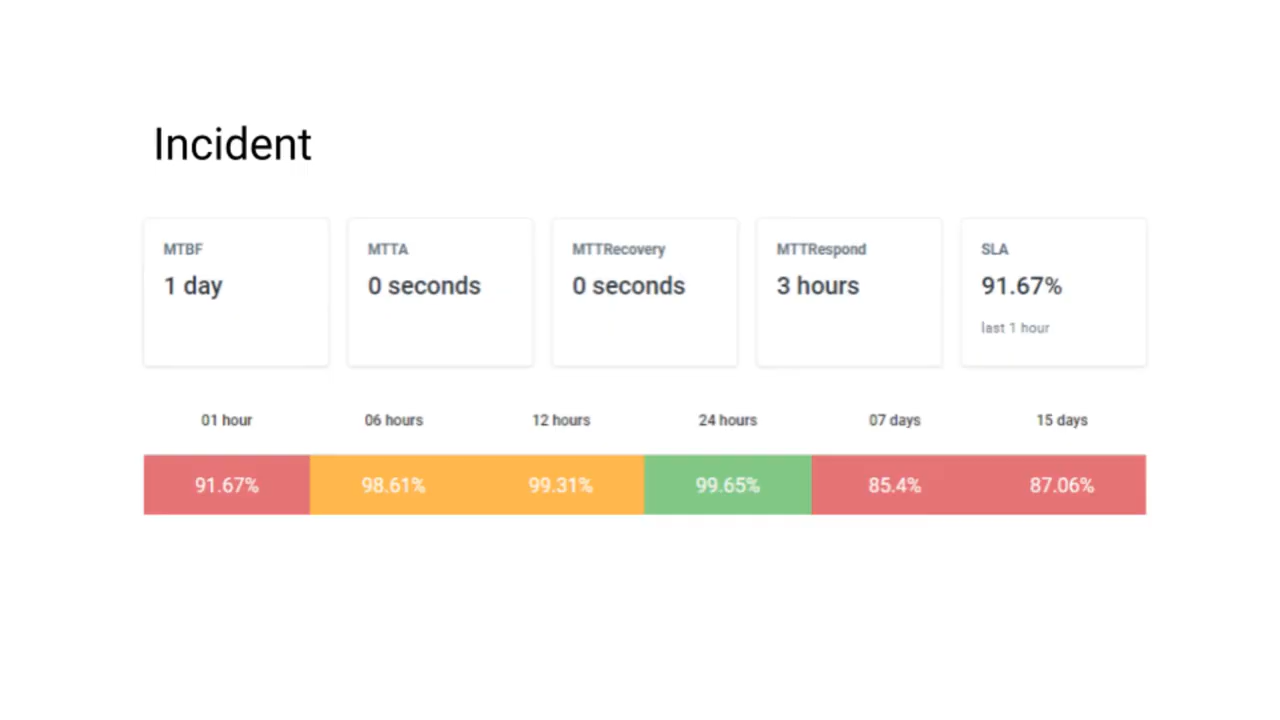 Incident
MTBF
1 day
MTTA
0 seconds
MTTRecovery
0 seconds
MTTRespond
3 hours
SLA
91.67%
last 1 hour
01 hour 06 hours 12 hours 24 hours 07 days 15 days
91.67% 98.61% 99.31% 99.65% 85.4% 87.06%